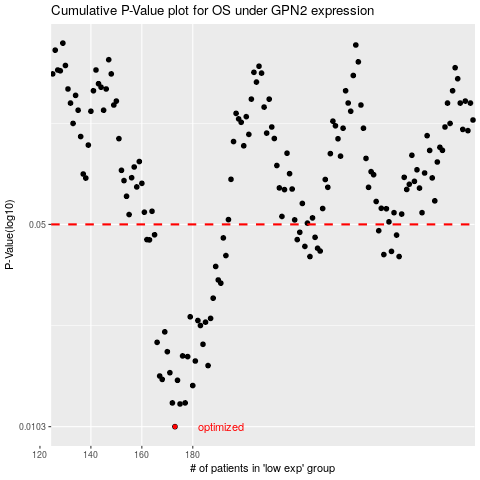 Cumulative P-Value plot for OS under GPN2 expression
P-Value(log10)
0.05
0.0103
optimized
120 140 160 180
# of patients in 'low exp' group